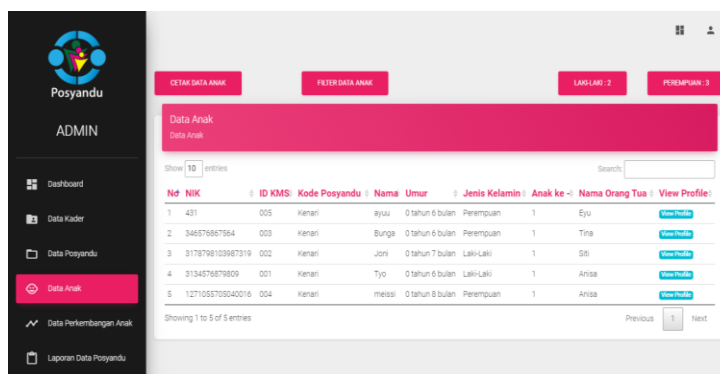 Posyandu
ADMIN
Dashboard
Data Kader
Data Posyandu
Data Anak
Data Perkembangan Anak
Laporan Data Posyandu
CETAK DATA ANAK
FILTER DATA ANAK
LAKI-LAKI : 2
PEREMPUAN : 3
Data Anak
Data Anak
Show 10 entries
Search:
No NIK ID KMS Kode Posyandu Nama Umur Jenis Kelamin Anak ke - Nama Orang Tua View Profile
1 431 005 Kenari ayuu 0 tahun 6 bulan Perempuan 1 Eyu View Profile
2 346576867564 003 Kenari Bunga 0 tahun 6 bulan Perempuan 1 Tina View Profile
3 3178798103987319 002 Kenari Joni 0 tahun 7 bulan Laki-Laki 1 Siti View Profile
4 3134576879809 001 Kenari Tyo 0 tahun 6 bulan Laki-Laki 1 Anisa View Profile
5 1271055705040016 004 Kenari meissi 0 tahun 8 bulan Perempuan 1 Anisa View Profile
Showing 1 to 5 of 5 entries
Previous 1 Next